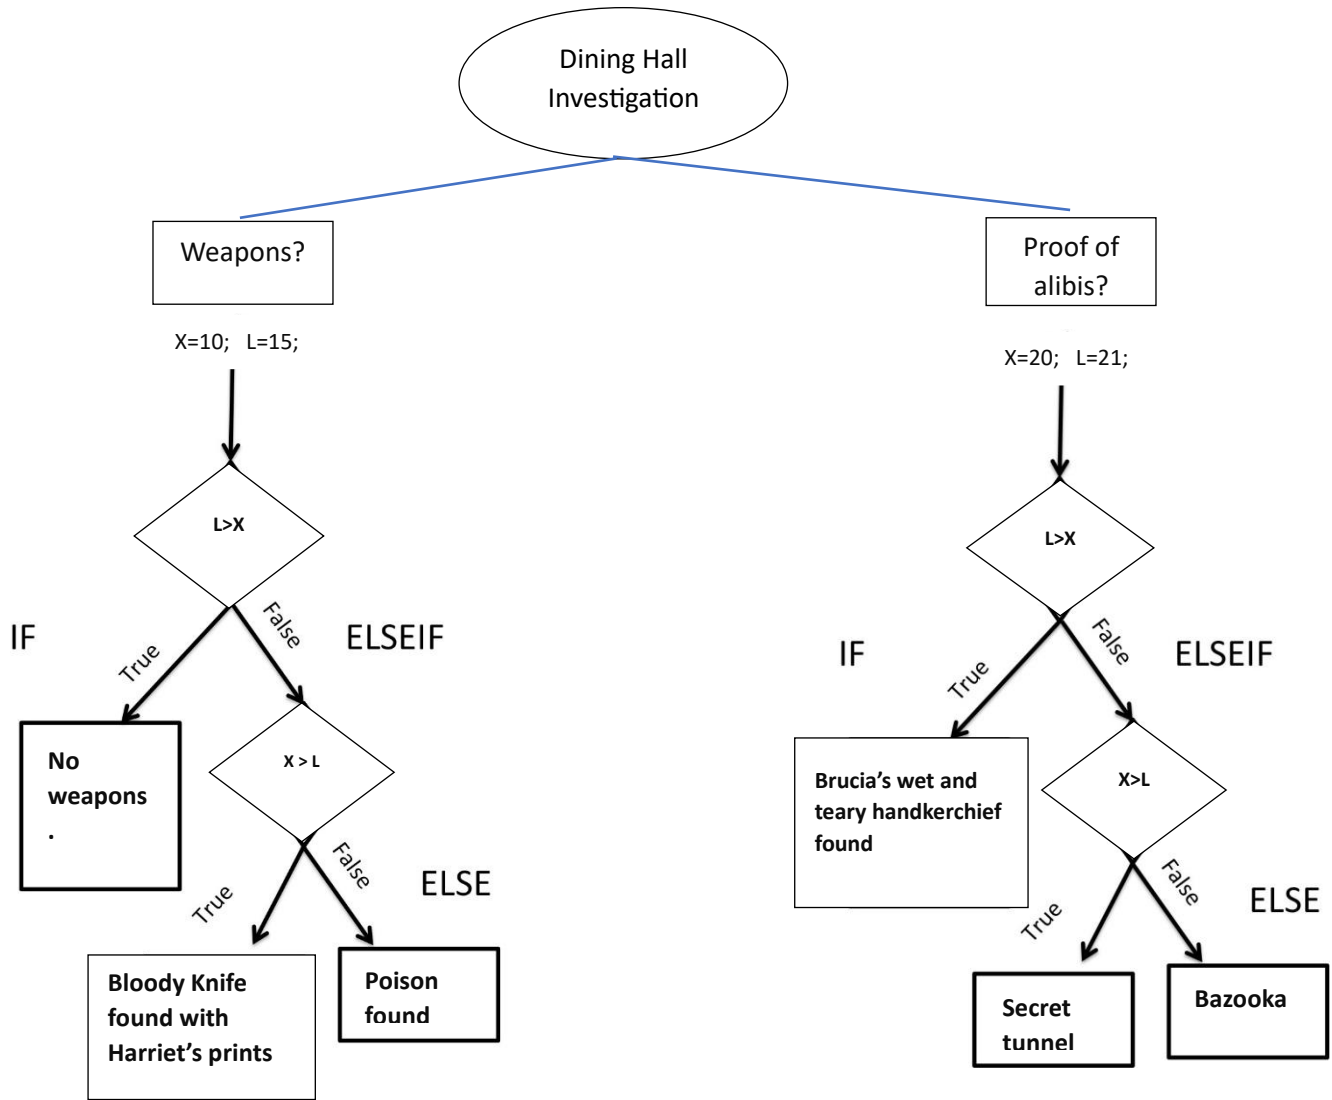 Dining Hall
Investigation
Weapons?
X=10; L=15;
L>X
IF
True
False
ELSEIF
No
weapons
.
X > L
True
False
ELSE
Bloody Knife
found with
Harriet’s prints
Poison
found
Proof of
alibis?
X=20; L=21;
L>X
IF
True
False
ELSEIF
Brucia’s wet and
teary handkerchief
found
X>L
True
False
ELSE
Secret
tunnel
Bazooka